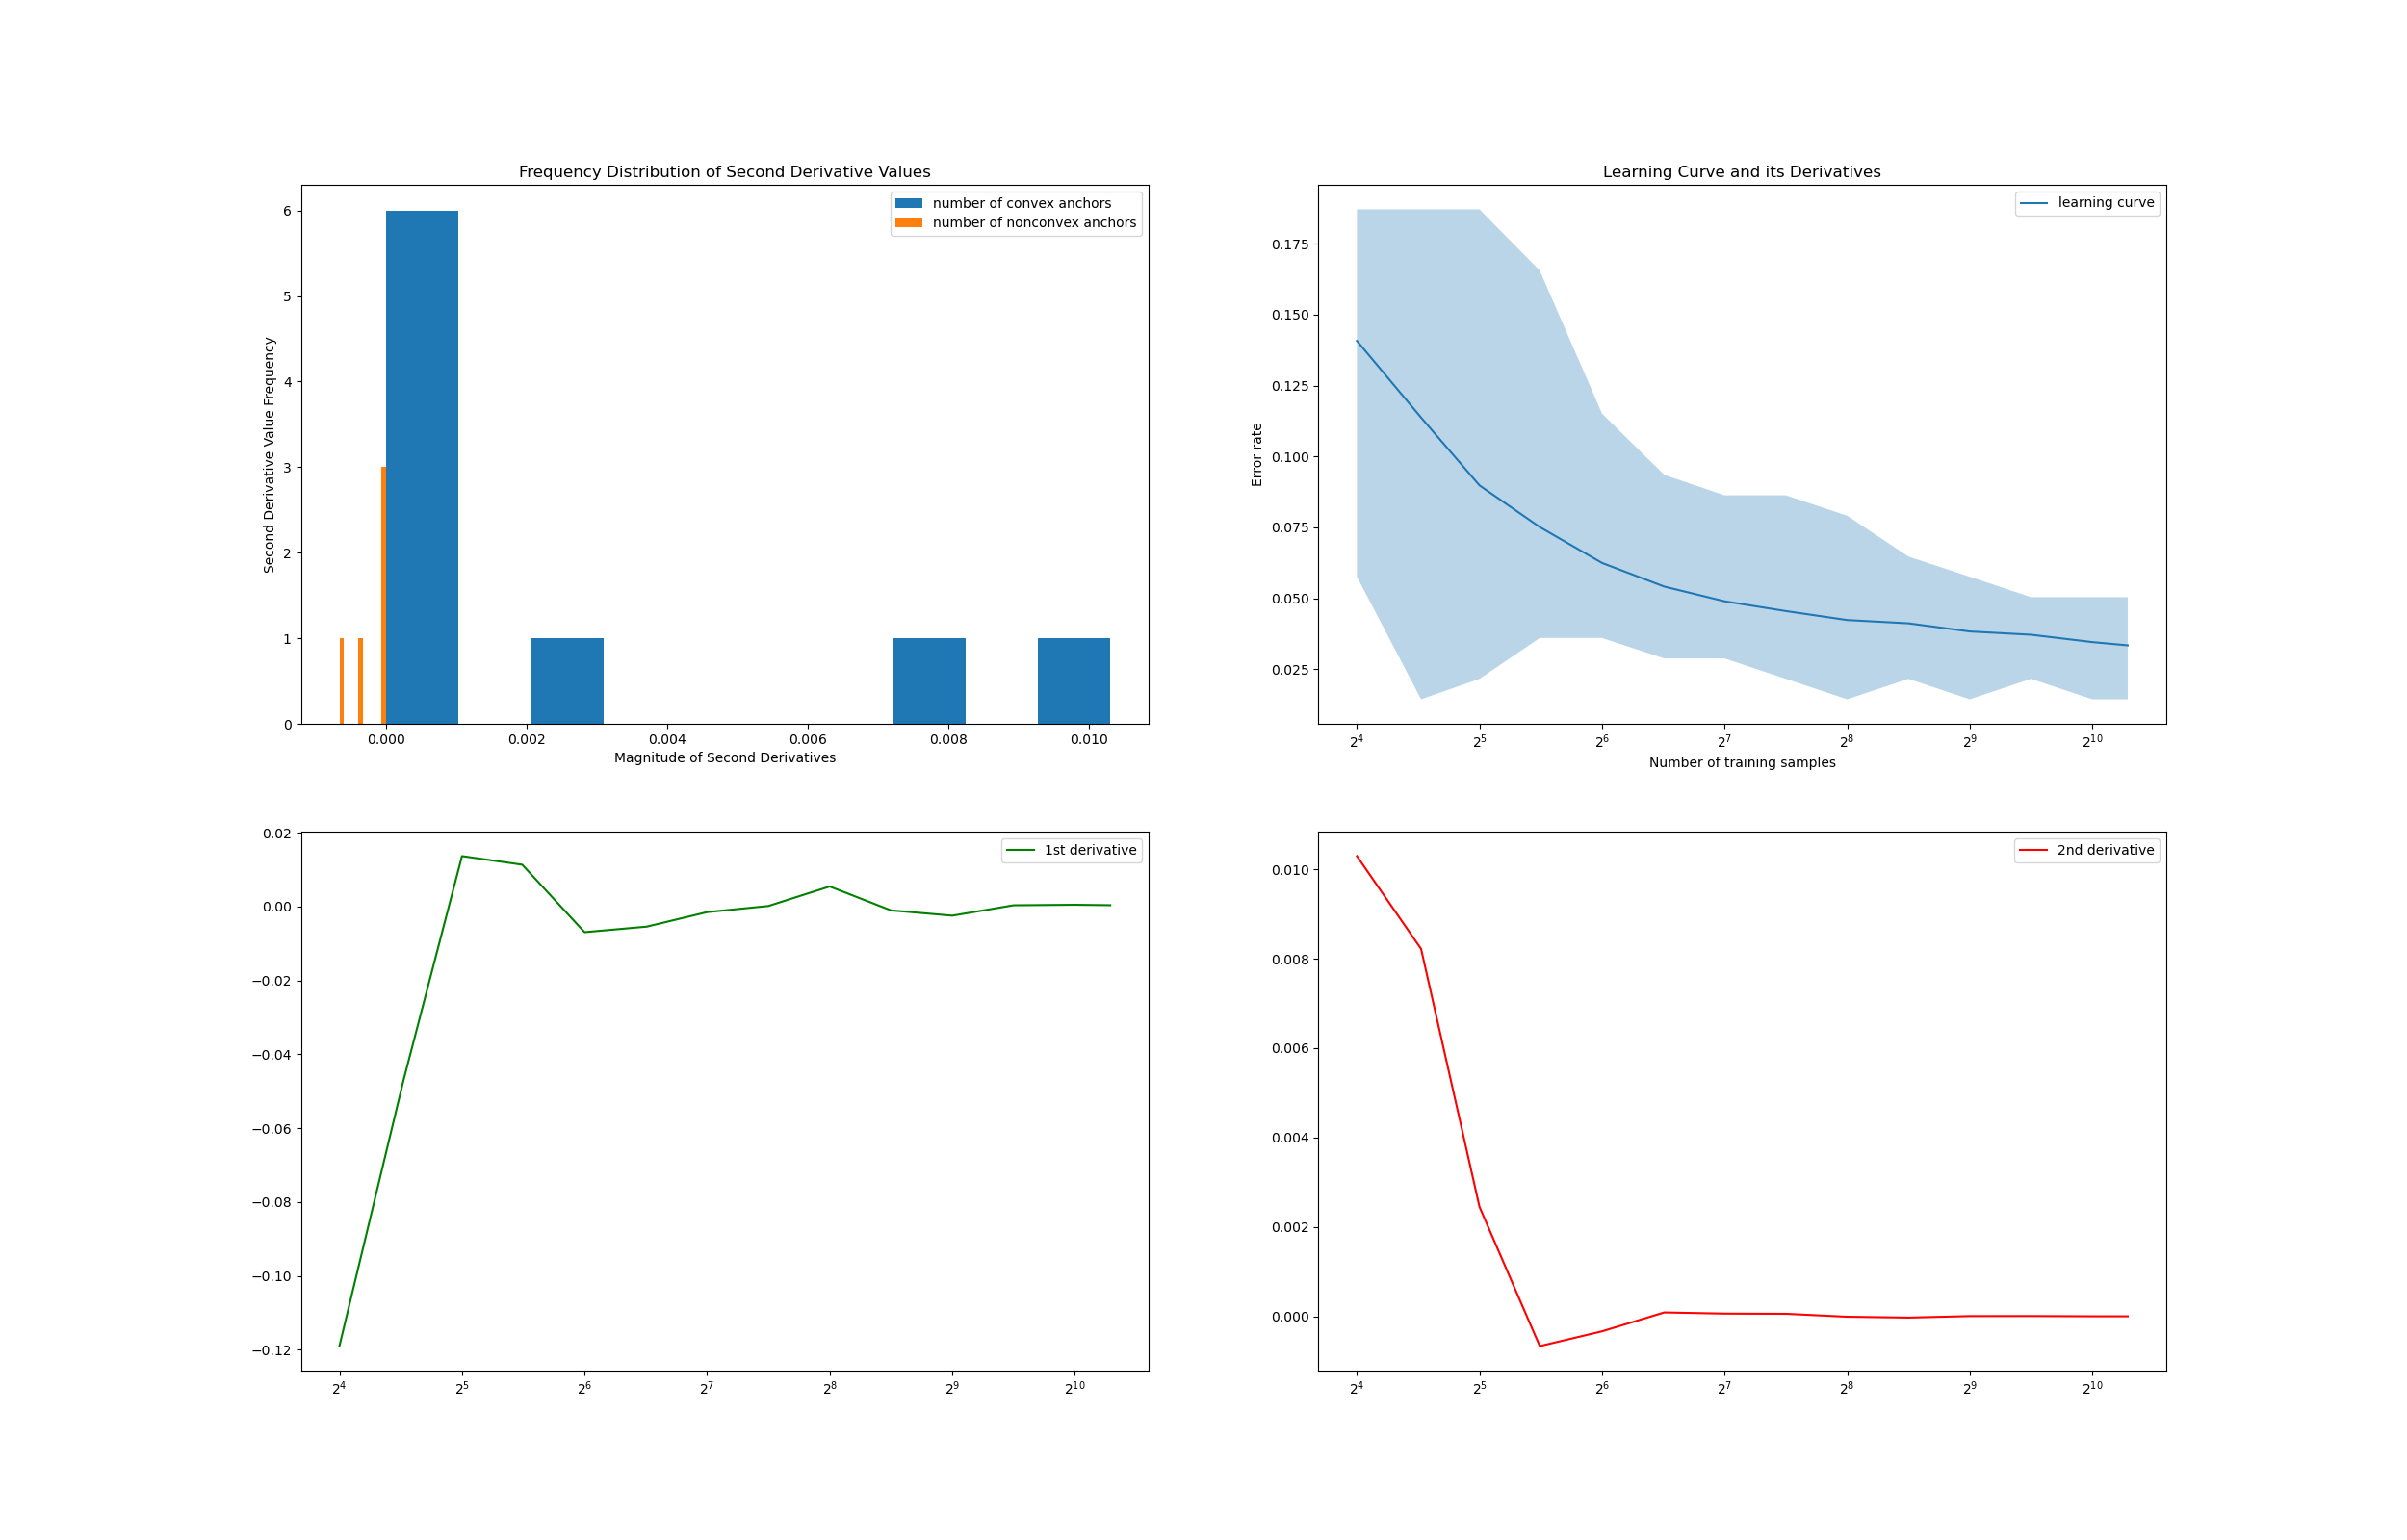 Frequency Distribution of Second Derivative Values
number of convex anchors
number of nonconvex anchors
Second Derivative Value Frequency
6
5
4
3
2
1
0
0.000 0.002 0.004 0.006 0.008 0.010
Magnitude of Second Derivatives
Learning Curve and its Derivatives
learning curve
Error rate
0.175
0.150
0.125
0.100
0.075
0.050
0.025
2⁴ 2⁵ 2⁶ 2⁷ 2⁸ 2⁹ 2¹⁰
Number of training samples
1st derivative
0.02
0.00
−0.02
−0.04
−0.06
−0.08
−0.10
−0.12
2⁴ 2⁵ 2⁶ 2⁷ 2⁸ 2⁹ 2¹⁰
2nd derivative
0.010
0.008
0.006
0.004
0.002
0.000
2⁴ 2⁵ 2⁶ 2⁷ 2⁸ 2⁹ 2¹⁰